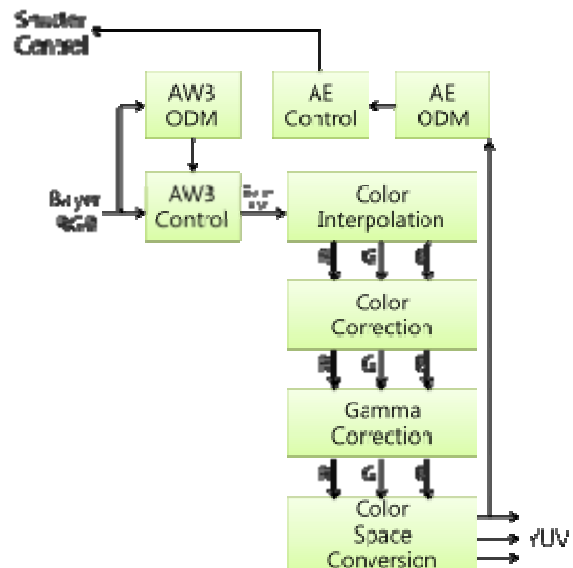 Shutter
Control
AWB
ODM
AE
Control
AE
ODM
Bayer
RGB
AWB
Control
Color
Interpolation
R G B
Color
Correction
R G B
Gamma
Correction
R G B
Color
Space
Conversion
YUV